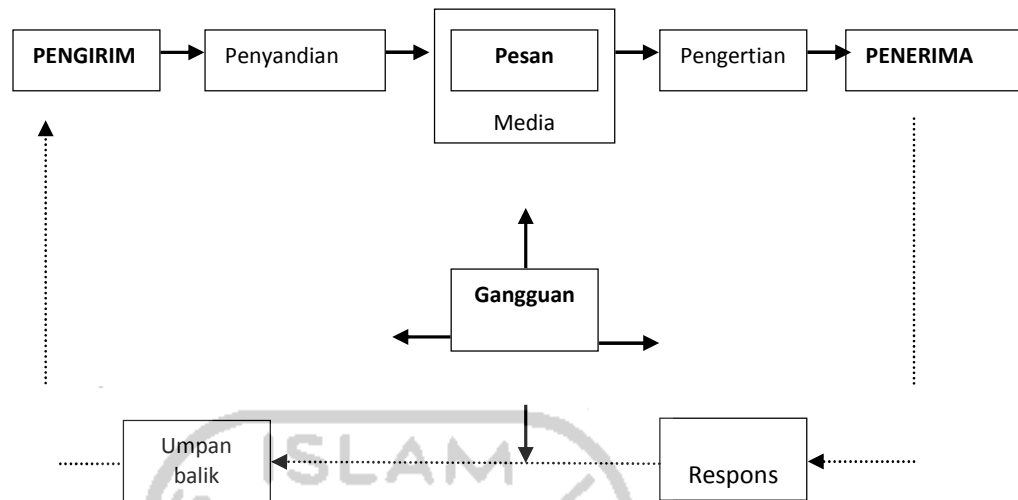 PENGIRIM
Penyandian
Pesan
Media
Pengertian
PENERIMA
Gangguan
Umpan
balik
Respons
ISLAM